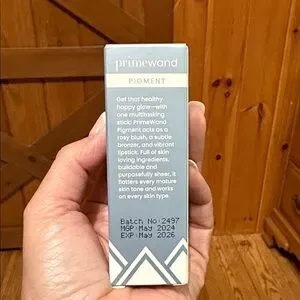 primewand
PIGMENT
Get that healthy
happy glow—with
one multitasking
stick! PrimeWand
Pigment acts as a
rosy blush, a subtle
bronzer, and vibrant
lipstick. Full of skin
loving ingredients.
buildable and
purposefully sheer, it
flatters every mature
skin tone and works
on every skin type.
Batch No:2497
MGP:May 2024
EXP:May 2026